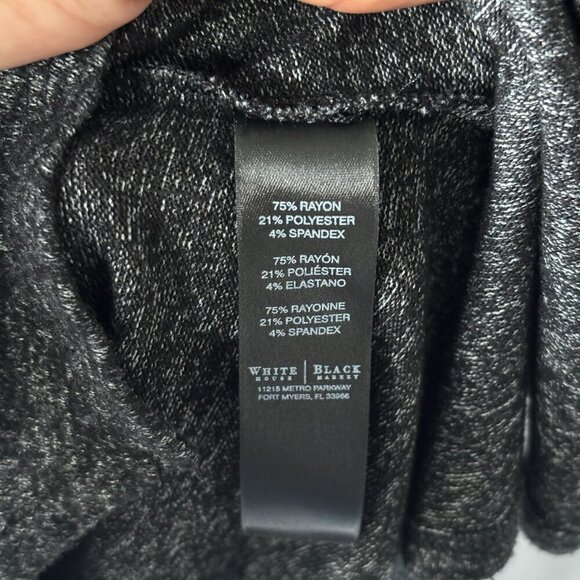 75% RAYON
21% POLYESTER
4% SPANDEX
75% RAYÓN
21% POLIÉSTER
4% ELASTANO
75% RAYONNE
21% POLYESTER
4% SPANDEX
WHITE | BLACK
HOUSE MARKET
11215 METRO PARKWAY
FORT MYERS, FL 33966